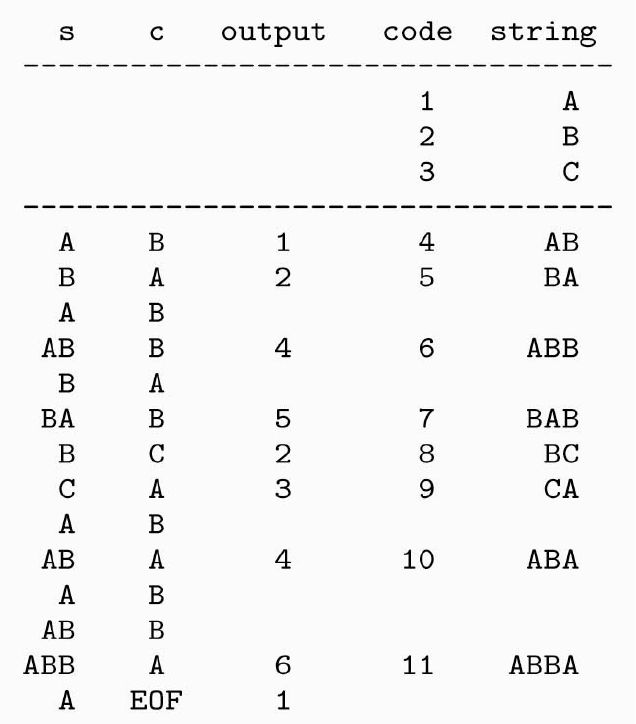 s c output code string
---------------------------------
1 A
2 B
3 C
---------------------------------
A B 1 4 AB
B A 2 5 BA
A B
AB B 4 6 ABB
B A
BA B 5 7 BAB
B C 2 8 BC
C A 3 9 CA
A B
AB A 4 10 ABA
A B
AB B
ABB A 6 11 ABBA
A EOF 1